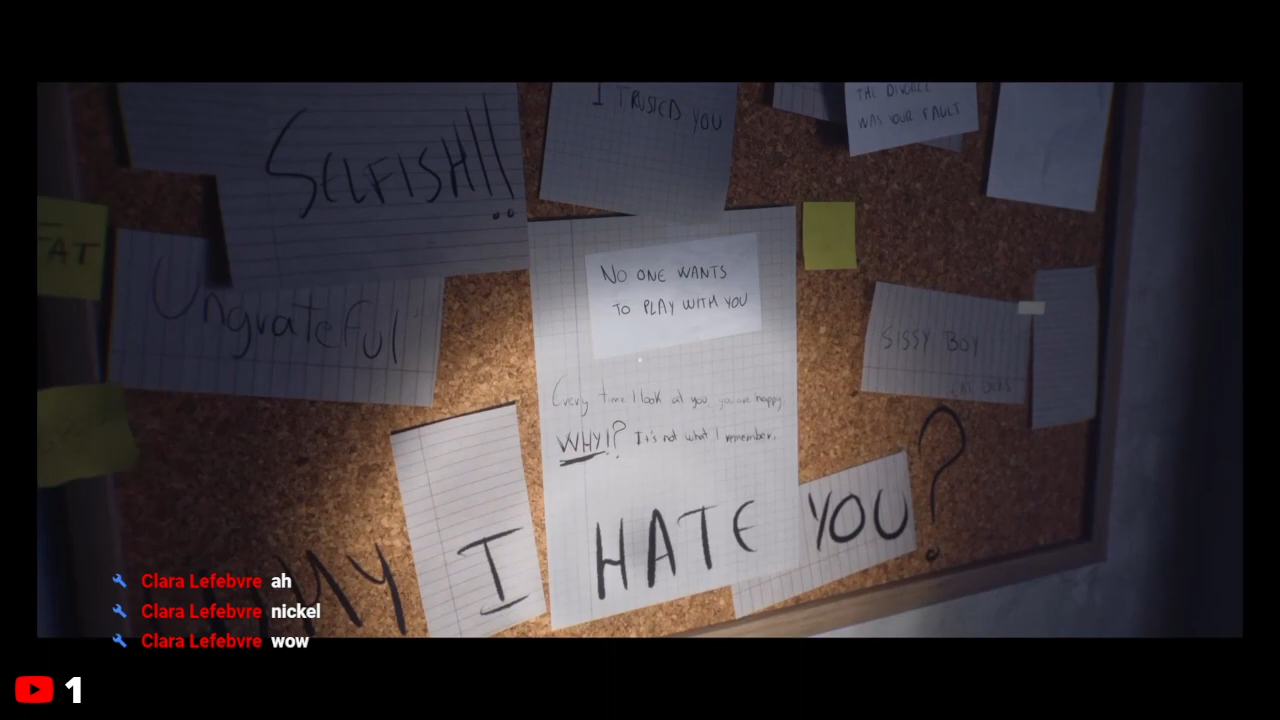 I TRUSTED YOU
THE DIVORCE
WAS YOUR FAULT
SELFISH!!
Ungrateful
NO ONE WANTS
TO PLAY WITH YOU
SISSY BOY
Every time I look at you, you are happy.
WHY!? It's not what I remember.
I HATE YOU?
Clara Lefebvre ah
Clara Lefebvre nickel
Clara Lefebvre wow
1